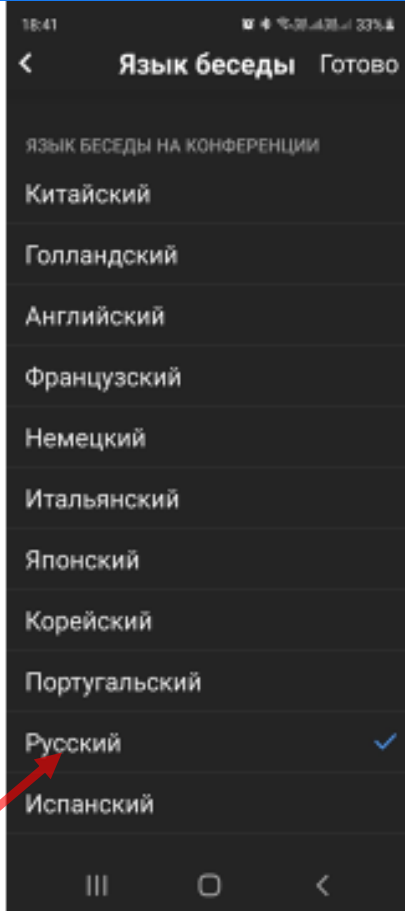 18:41
33%
Язык беседы Готово
ЯЗЫК БЕСЕДЫ НА КОНФЕРЕНЦИИ
Китайский
Голландский
Английский
Французский
Немецкий
Итальянский
Японский
Корейский
Португальский
Русский
Испанский